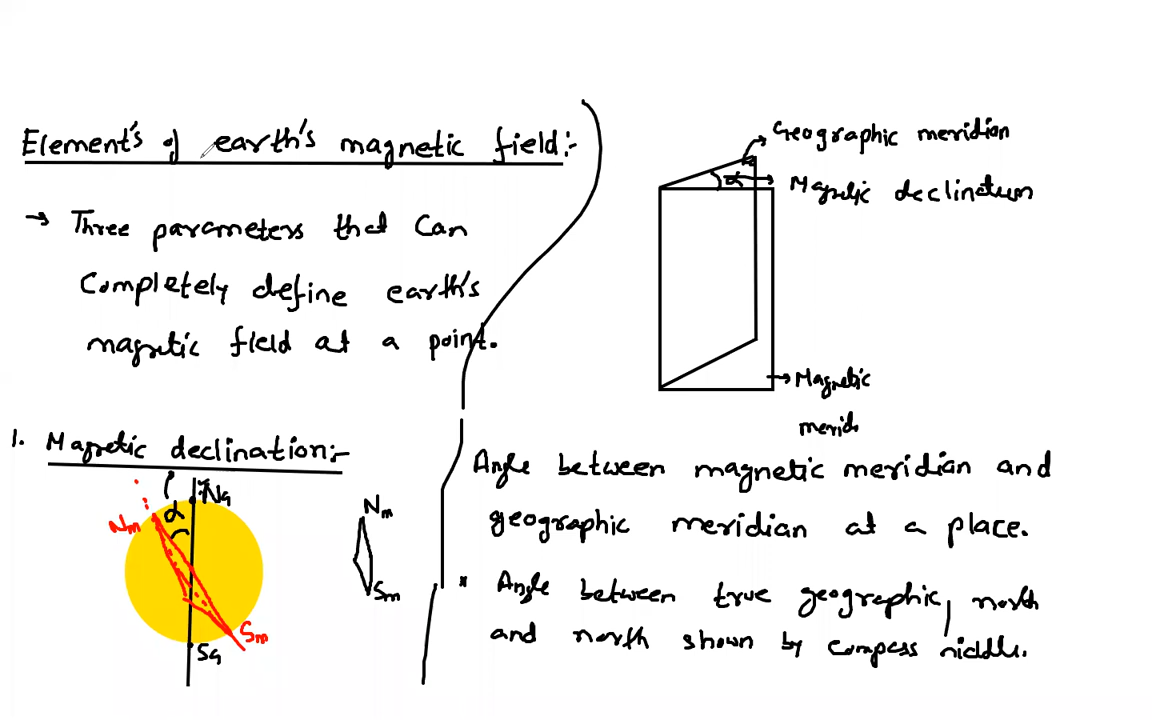 Element's of earth's magnetic field:-
→ Three parameters that can
completely define earth's
magnetic field at a point.
1. Magnetic declination:-
α
NG
Nm
Sm
SG
Nm
Sm
Geographic meridian
α
Magnetic declination
Magnetic
merid
Angle between magnetic meridian and
geographic meridian at a place.
* Angle between true geographic north
and north shown by compass niddle.